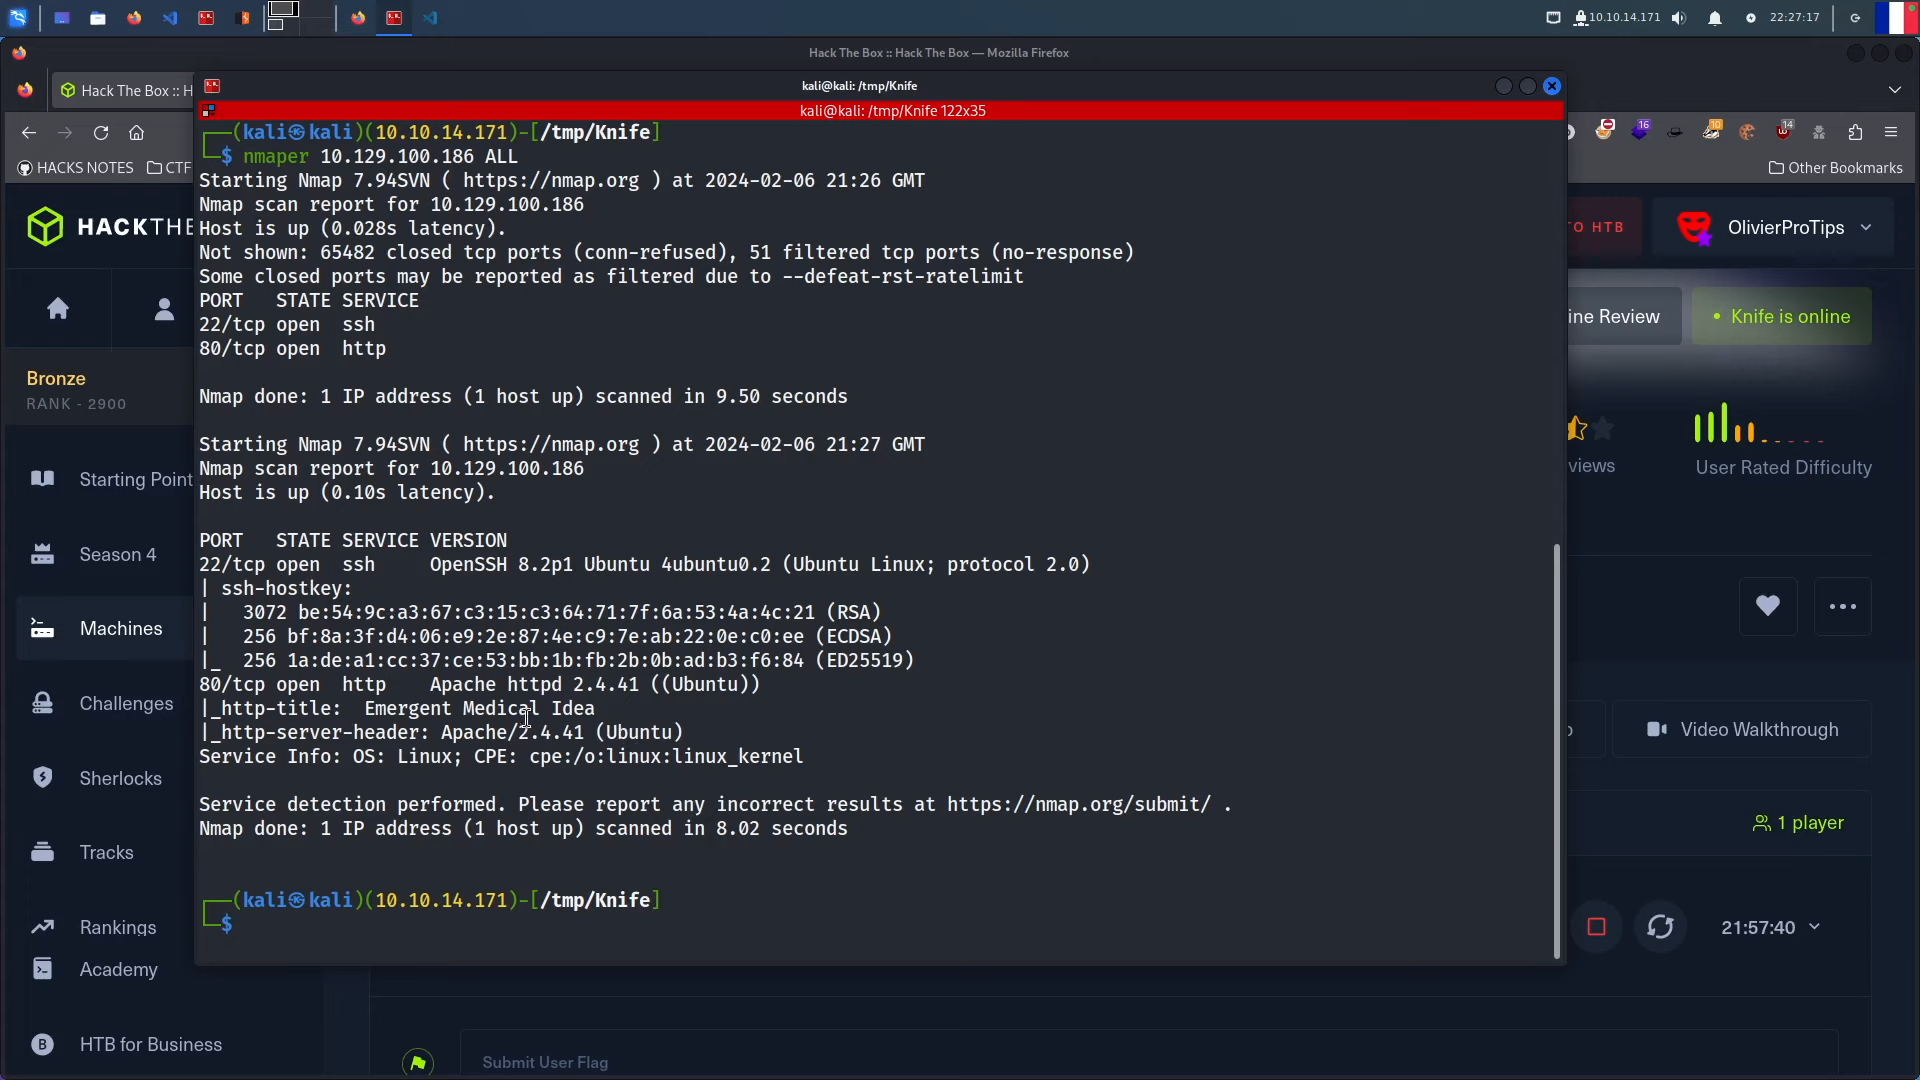 10.10.14.171
22:27:17
Hack The Box :: Hack The Box — Mozilla Firefox
Hack The Box :: H
kali@kali: /tmp/Knife
kali@kali: /tmp/Knife 122x35
16
10
14
HACKS NOTES
CTF
Other Bookmarks
┌──(kali㉿kali)(10.10.14.171)-[/tmp/Knife]
└─$ nmaper 10.129.100.186 ALL
Starting Nmap 7.94SVN ( https://nmap.org ) at 2024-02-06 21:26 GMT
Nmap scan report for 10.129.100.186
Host is up (0.028s latency).
Not shown: 65482 closed tcp ports (conn-refused), 51 filtered tcp ports (no-response)
Some closed ports may be reported as filtered due to --defeat-rst-ratelimit
PORT   STATE SERVICE
22/tcp open  ssh
80/tcp open  http
Nmap done: 1 IP address (1 host up) scanned in 9.50 seconds
Starting Nmap 7.94SVN ( https://nmap.org ) at 2024-02-06 21:27 GMT
Nmap scan report for 10.129.100.186
Host is up (0.10s latency).
PORT   STATE SERVICE VERSION
22/tcp open  ssh     OpenSSH 8.2p1 Ubuntu 4ubuntu0.2 (Ubuntu Linux; protocol 2.0)
| ssh-hostkey:
|   3072 be:54:9c:a3:67:c3:15:c3:64:71:7f:6a:53:4a:4c:21 (RSA)
|   256 bf:8a:3f:d4:06:e9:2e:87:4e:c9:7e:ab:22:0e:c0:ee (ECDSA)
|_  256 1a:de:a1:cc:37:ce:53:bb:1b:fb:2b:0b:ad:b3:f6:84 (ED25519)
80/tcp open  http    Apache httpd 2.4.41 ((Ubuntu))
|_http-title:  Emergent Medical Idea
|_http-server-header: Apache/2.4.41 (Ubuntu)
Service Info: OS: Linux; CPE: cpe:/o:linux:linux_kernel
Service detection performed. Please report any incorrect results at https://nmap.org/submit/ .
Nmap done: 1 IP address (1 host up) scanned in 8.02 seconds
┌──(kali㉿kali)(10.10.14.171)-[/tmp/Knife]
└─$
HACKTHE
Bronze
RANK - 2900
Starting Point
Season 4
Machines
Challenges
Sherlocks
Tracks
Rankings
Academy
HTB for Business
TO HTB
OlivierProTips
ine Review
• Knife is online
views
User Rated Difficulty
Video Walkthrough
1 player
21:57:40
Submit User Flag